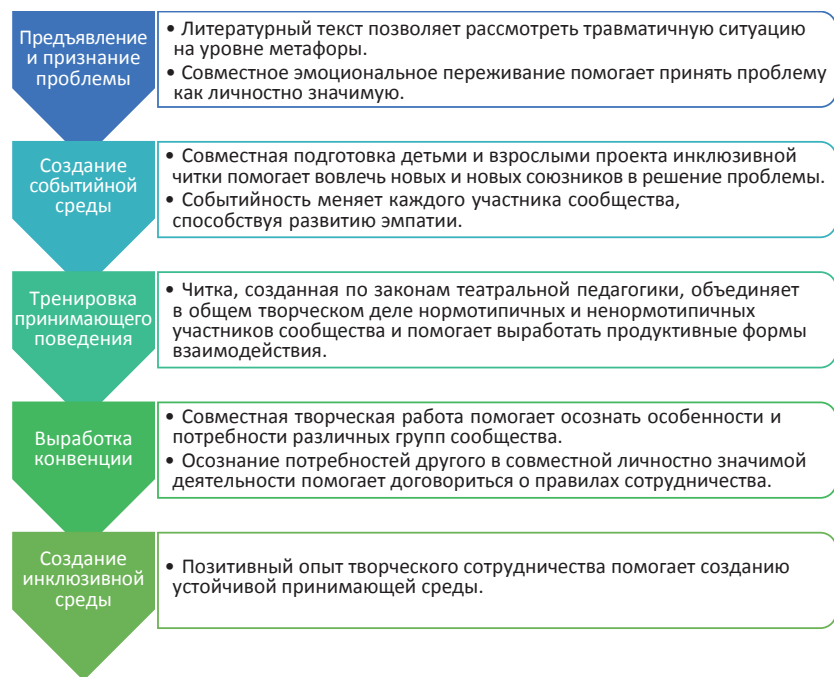 Предъявление
и признание
проблемы
• Литературный текст позволяет рассмотреть травматичную ситуацию
на уровне метафоры.
• Совместное эмоциональное переживание помогает принять проблему
как личностно значимую.
Создание
событийной
среды
• Совместная подготовка детьми и взрослыми проекта инклюзивной
читки помогает вовлечь новых и новых союзников в решение проблемы.
• Событийность меняет каждого участника сообщества,
способствуя развитию эмпатии.
Тренировка
принимающего
поведения
• Читка, созданная по законам театральной педагогики, объединяет
в общем творческом деле нормотипичных и ненормотипичных
участников сообщества и помогает выработать продуктивные формы
взаимодействия.
Выработка
конвенции
• Совместная творческая работа помогает осознать особенности и
потребности различных групп сообщества.
• Осознание потребностей другого в совместной личностно значимой
деятельности помогает договориться о правилах сотрудничества.
Создание
инклюзивной
среды
• Позитивный опыт творческого сотрудничества помогает созданию
устойчивой принимающей среды.